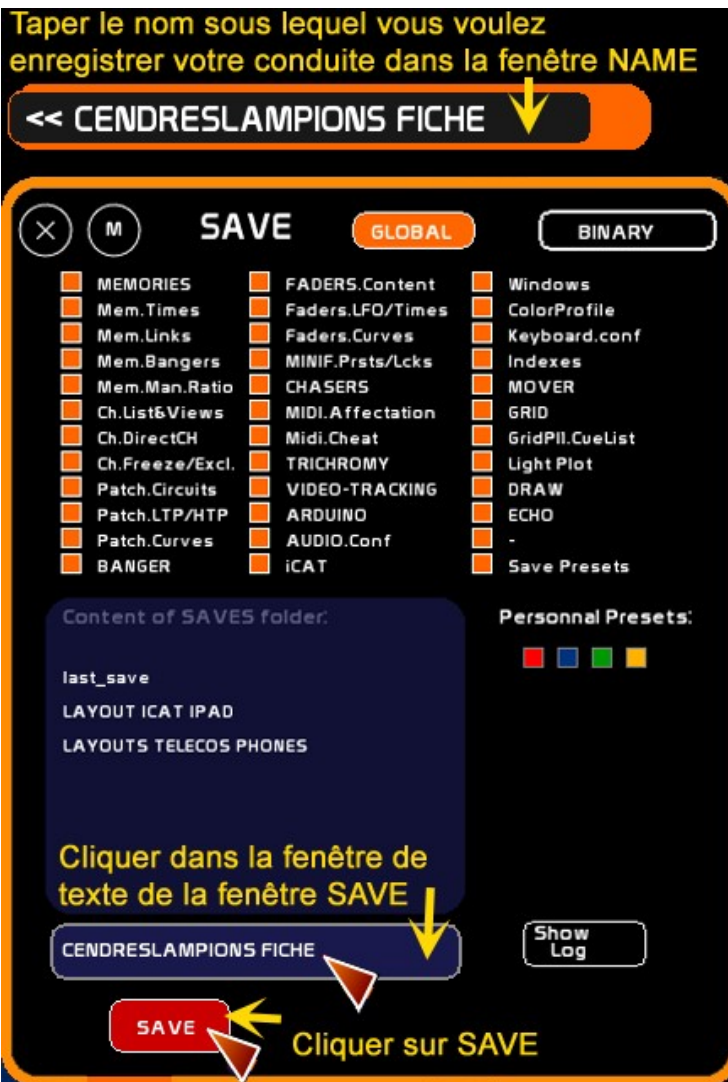 Taper le nom sous lequel vous voulez
enregistrer votre conduite dans la fenêtre NAME
<< CENDRESLAMPIONS FICHE
X M SAVE GLOBAL BINARY
MEMORIES FADERS.Content Windows
Mem.Times Faders.LFO/Times ColorProfile
Mem.Links Faders.Curves Keyboard.conf
Mem.Bangers MINIF.Prsts/Lcks Indexes
Mem.Man.Ratio CHASERS MOVER
Ch.List&Views MIDI.Affectation GRID
Ch.DirectCH Midi.Cheat GridPll.CueList
Ch.Freeze/Excl. TRICHROMY Light Plot
Patch.Circuits VIDEO-TRACKING DRAW
Patch.LTP/HTP ARDUINO ECHO
Patch.Curves AUDIO.Conf -
BANGER iCAT Save Presets
Content of SAVES folder: Personnal Presets:
last_save
LAYOUT ICAT IPAD
LAYOUTS TELECOS PHONES
Cliquer dans la fenêtre de
texte de la fenêtre SAVE
CENDRESLAMPIONS FICHE
Show
Log
SAVE
Cliquer sur SAVE